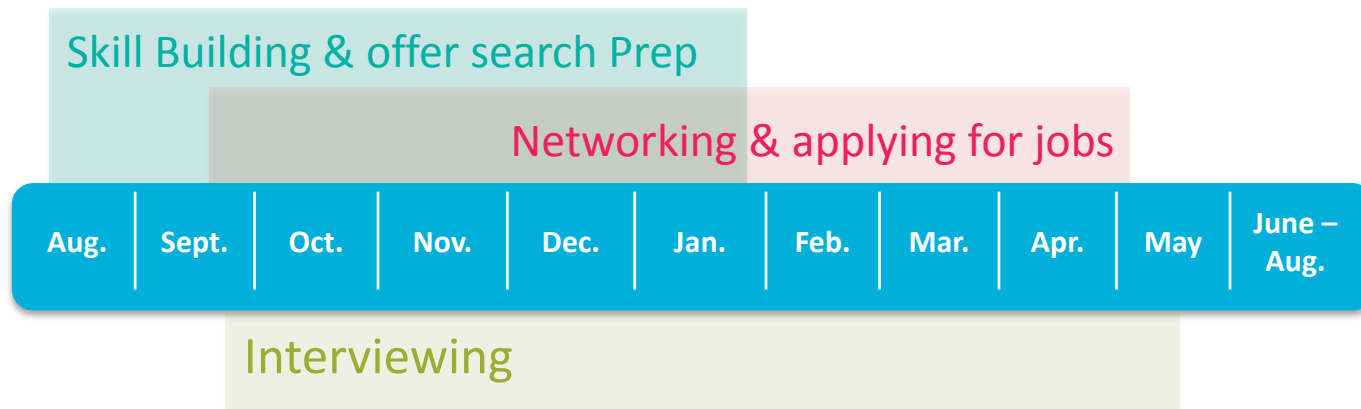 Skill Building & offer search Prep
Networking & applying for jobs
Aug.
Sept.
Oct.
Nov.
Dec.
Jan.
Feb.
Mar.
Apr.
May
June –
Aug.
Interviewing